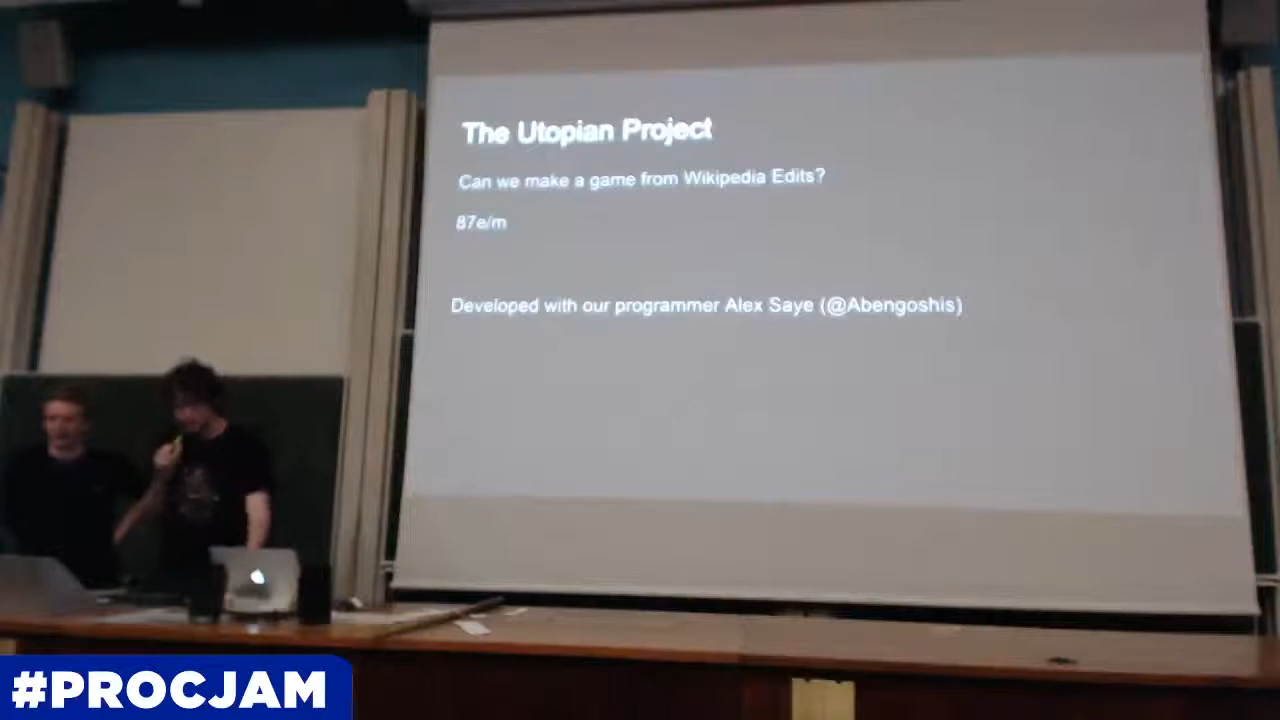 The Utopian Project
Can we make a game from Wikipedia Edits?
87e/m
Developed with our programmer Alex Saye (@Abengoshis)
#PROCJAM